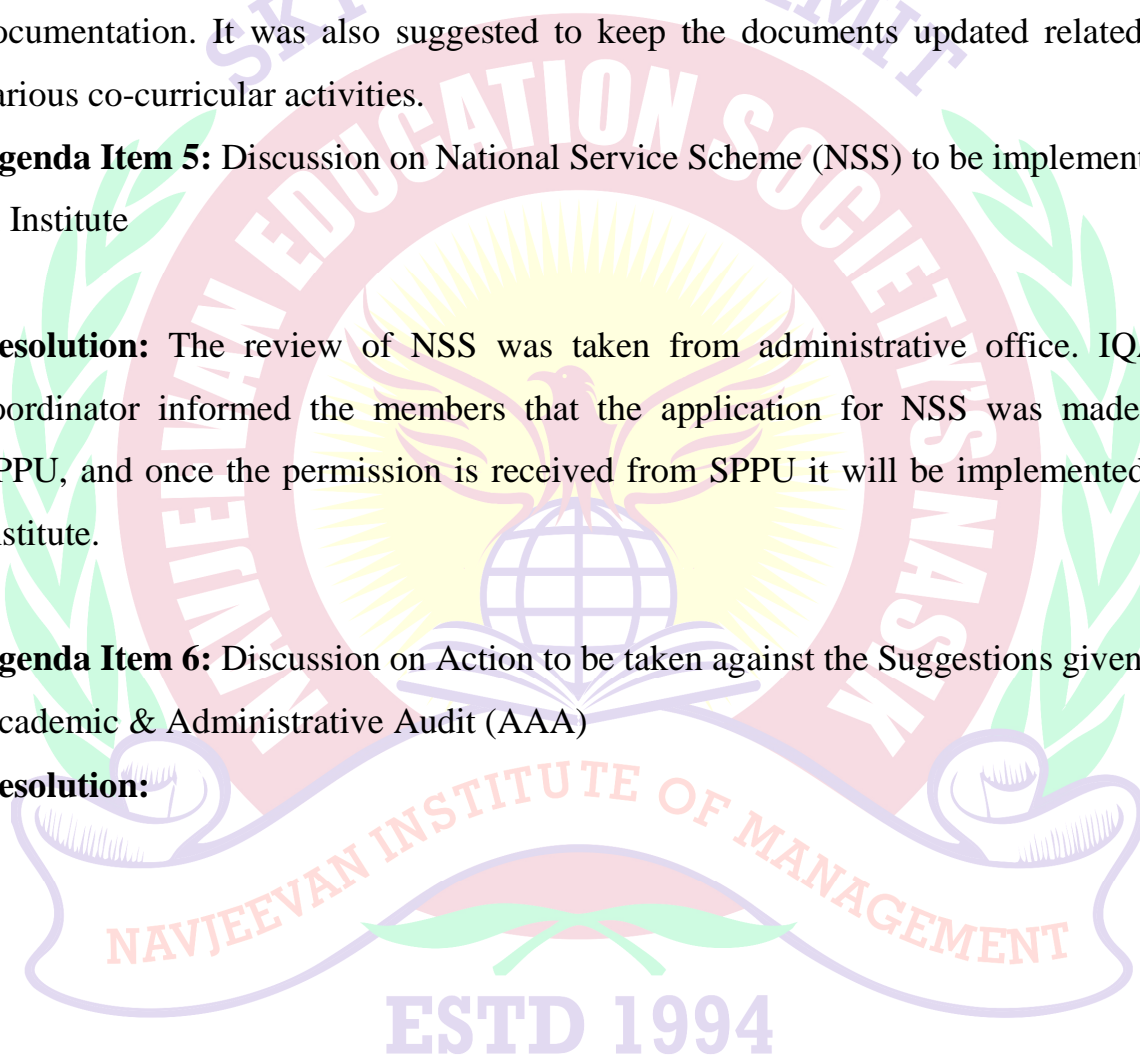 ocumentation. It was also suggested to keep the documents updated related
arious co-curricular activities.
genda Item 5: Discussion on National Service Scheme (NSS) to be implement
Institute
esolution: The review of NSS was taken from administrative office. IQA
oordinator informed the members that the application for NSS was made
PPU, and once the permission is received from SPPU it will be implemented
nstitute.
genda Item 6: Discussion on Action to be taken against the Suggestions given
cademic & Administrative Audit (AAA)
esolution:
NAVJEEVAN EDUCATION SOCIETY'S NASIK
NAVJEEVAN INSTITUTE OF MANAGEMENT
ESTD 1994